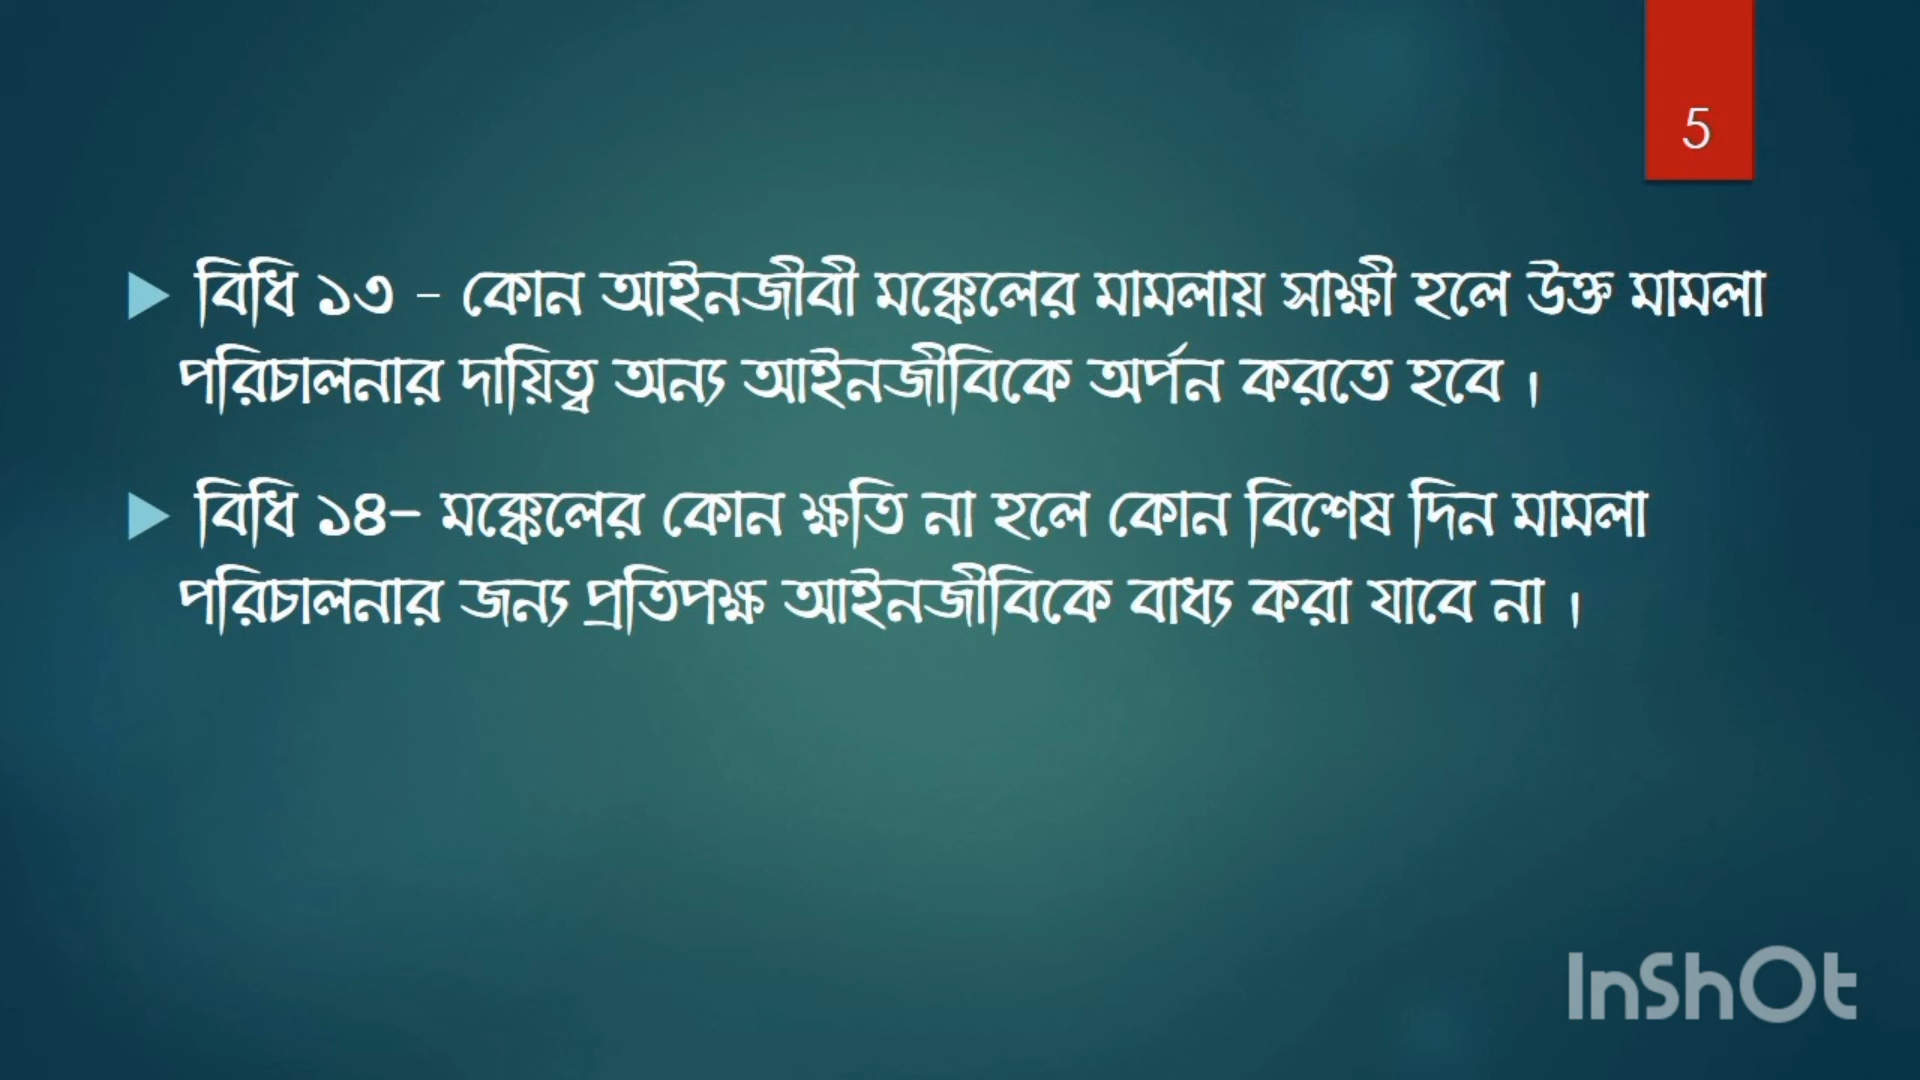 5
বিধি ১৩ - কোন আইনজীবী মক্কেলের মামলায় সাক্ষী হলে উক্ত মামলা
পরিচালনার দায়িত্ব অন্য আইনজীবিকে অর্পন করতে হবে ।
বিধি ১৪– মক্কেলের কোন ক্ষতি না হলে কোন বিশেষ দিন মামলা
পরিচালনার জন্য প্রতিপক্ষ আইনজীবিকে বাধ্য করা যাবে না ।
InShOt